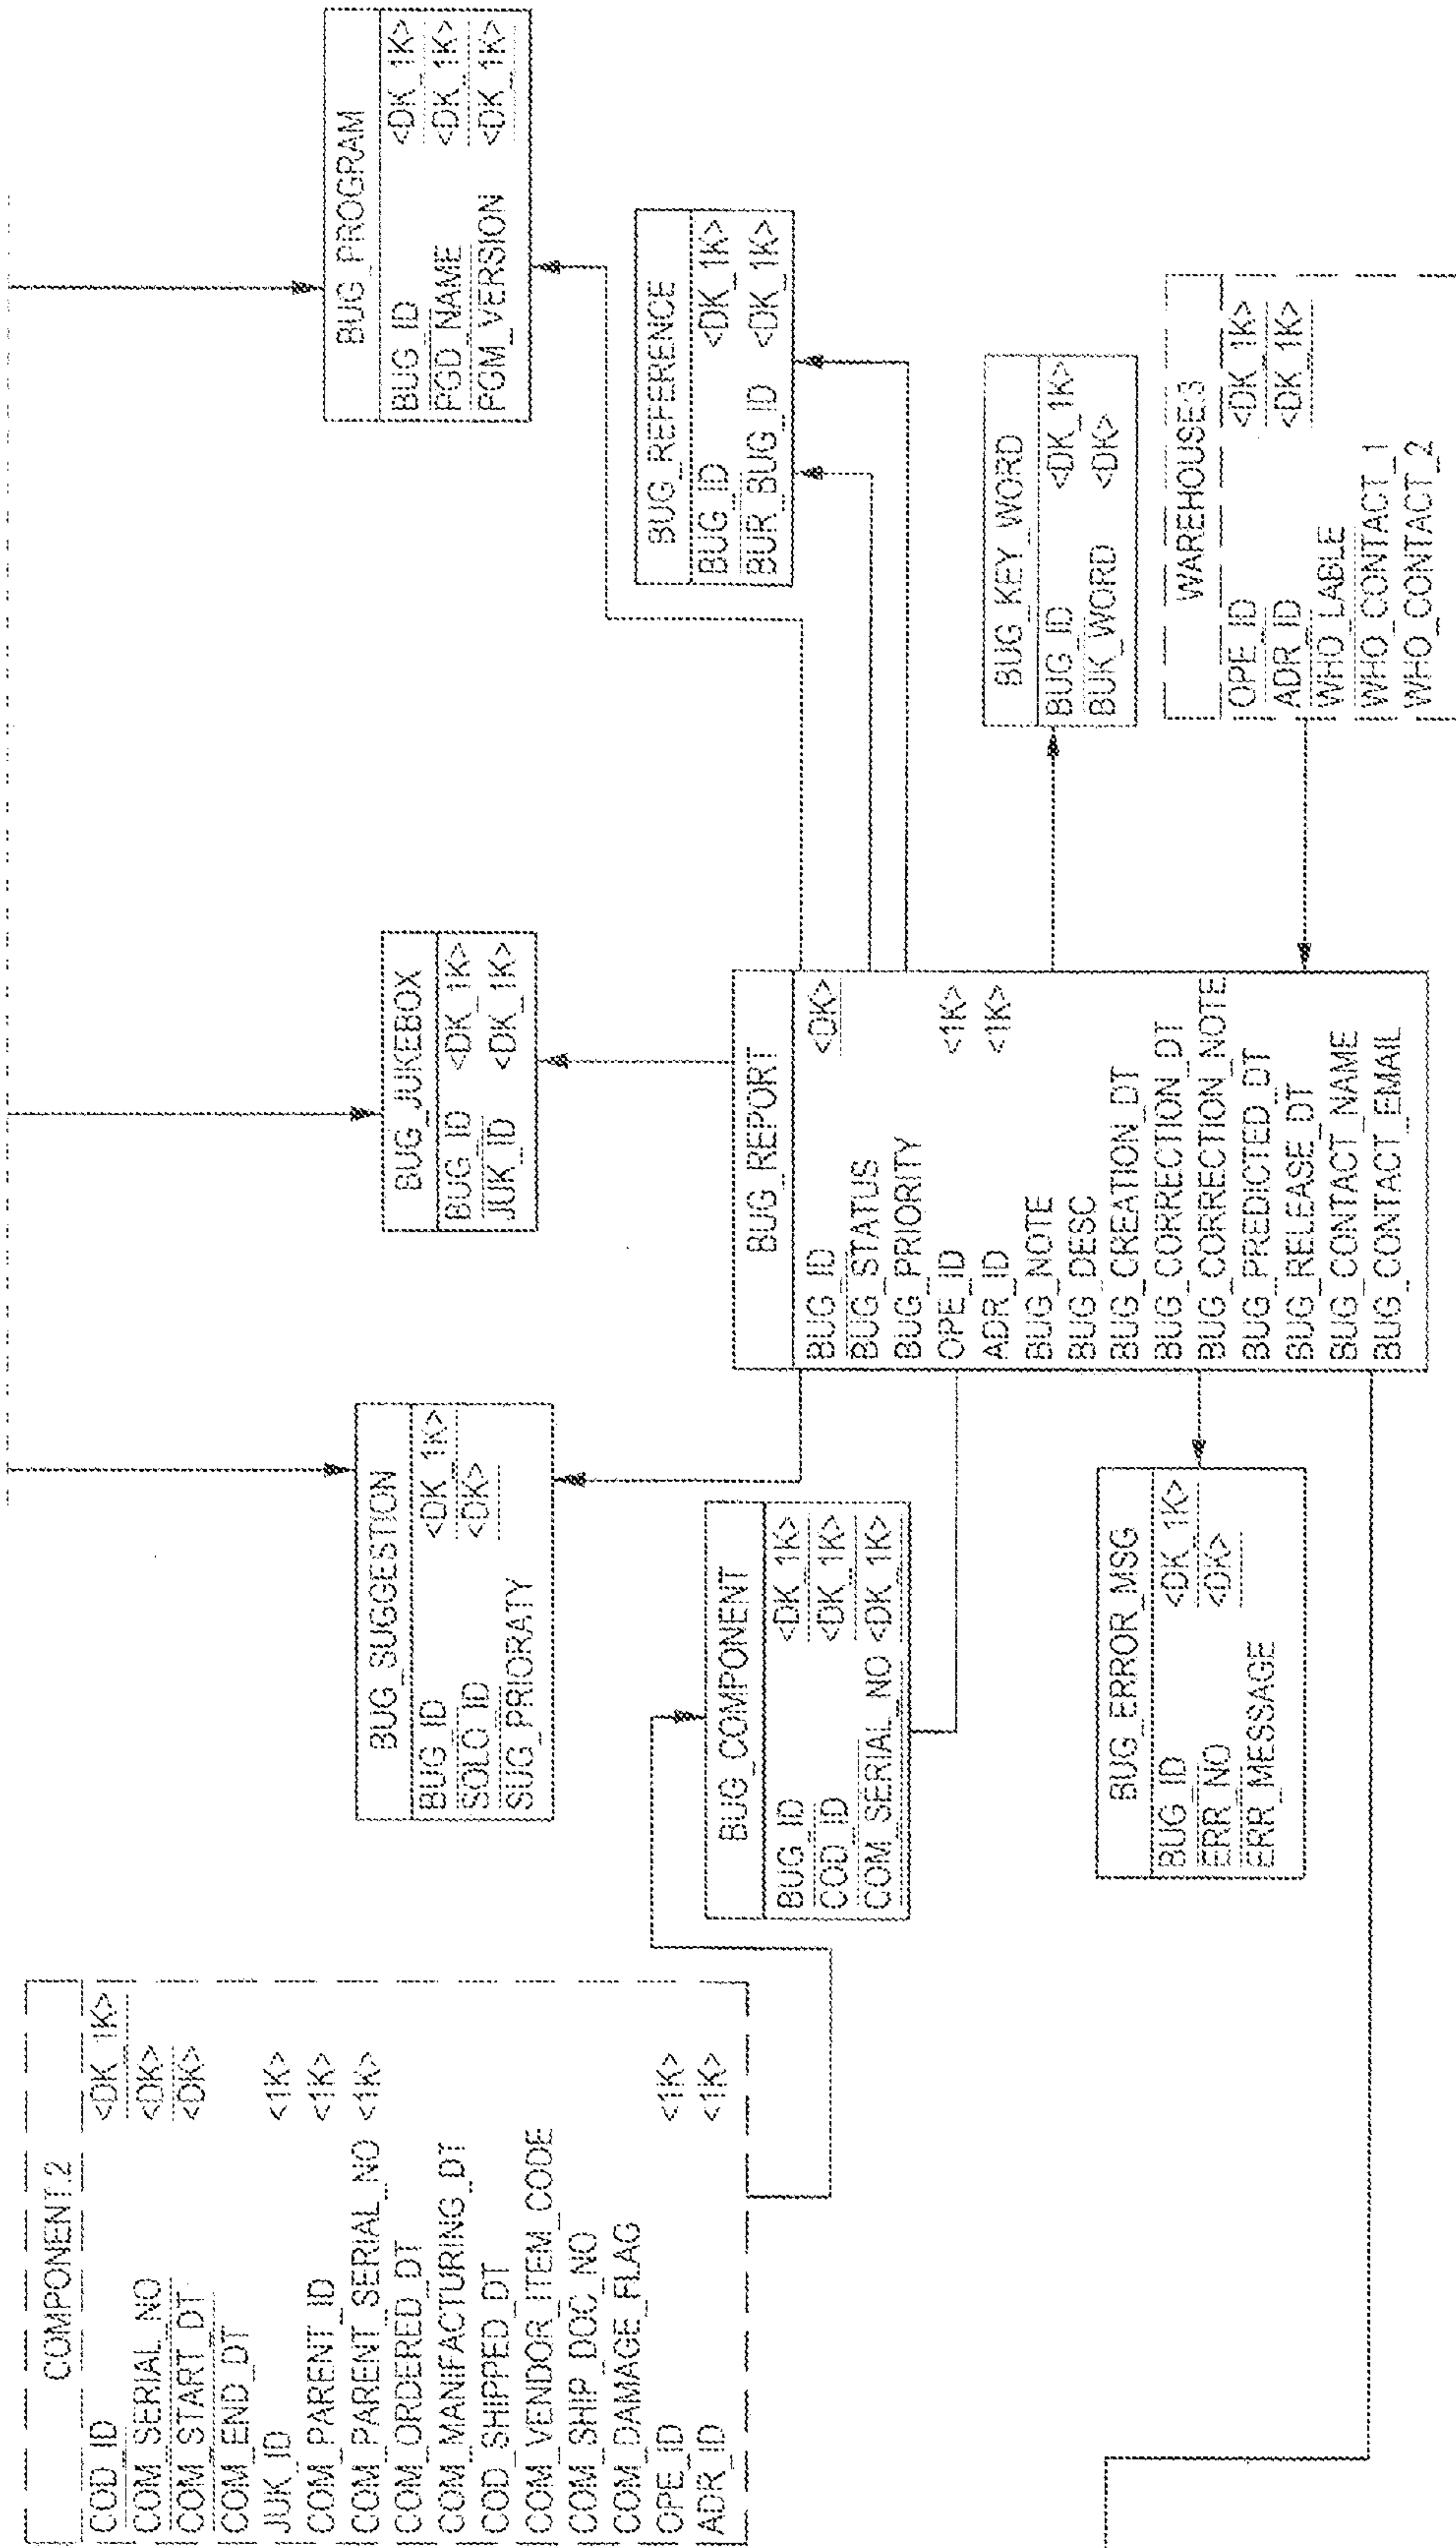 COMPONENT.2
COD_ID <DK_1K>
COM_SERIAL_NO <DK>
COM_START_DT <DK>
COM_END_DT
JUK_ID <1K>
COM_PARENT_ID <1K>
COM_PARENT_SERIAL_NO <1K>
COM_ORDERED_DT
COM_MANIFACTURING_DT
COD_SHIPPED_DT
COM_VENDOR_ITEM_CODE
COM_SHIP_DOC_NO
COM_DAMAGE_FLAG
OPE_ID <1K>
ADR_ID <1K>
BUG_SUGGESTION
BUG_ID <DK_1K>
SOLO_ID <DK>
SUG_PRIORATY
BUG_JUKEBOX
BUG_ID <DK_1K>
JUK_ID <DK_1K>
BUG_PROGRAM
BUG_ID <DK_1K>
PGD_NAME <DK_1K>
PGM_VERSION <DK_1K>
BUG_REFERENCE
BUG_ID <DK_1K>
BUR_BUG_ID <DK_1K>
BUG_COMPONENT
BUG_ID <DK_1K>
COD_ID <DK_1K>
COM_SERIAL_NO <DK_1K>
BUG_REPORT
BUG_ID <DK>
BUG_STATUS
BUG_PRIORITY
OPE_ID <1K>
ADR_ID <1K>
BUG_NOTE
BUG_DESC
BUG_CREATION_DT
BUG_CORRECTION_DT
BUG_CORRECTION_NOTE
BUG_PREDICTED_DT
BUG_RELEASE_DT
BUG_CONTACT_NAME
BUG_CONTACT_EMAIL
BUG_KEY_WORD
BUG_ID <DK_1K>
BUK_WORD <DK>
BUG_ERROR_MSG
BUG_ID <DK_1K>
ERR_NO <DK>
ERR_MESSAGE
WAREHOUSE:3
OPE_ID <DK_1K>
ADR_ID <DK_1K>
WHO_LABLE
WHO_CONTACT_1
WHO_CONTACT_2